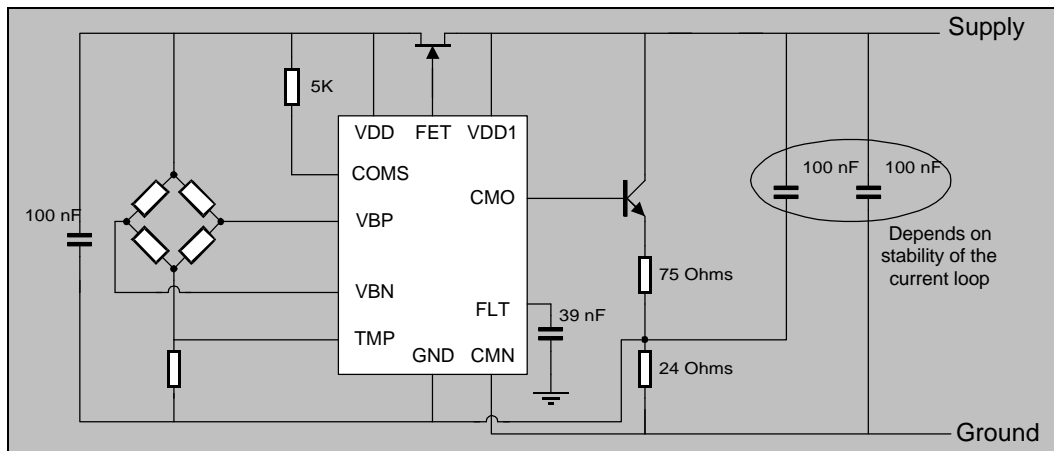 Supply
5K
VDD FET VDD1
COMS
CMO
100 nF 100 nF
100 nF
VBP
Depends on
stability of the
current loop
75 Ohms
VBN
FLT
39 nF
TMP
GND CMN
24 Ohms
Ground